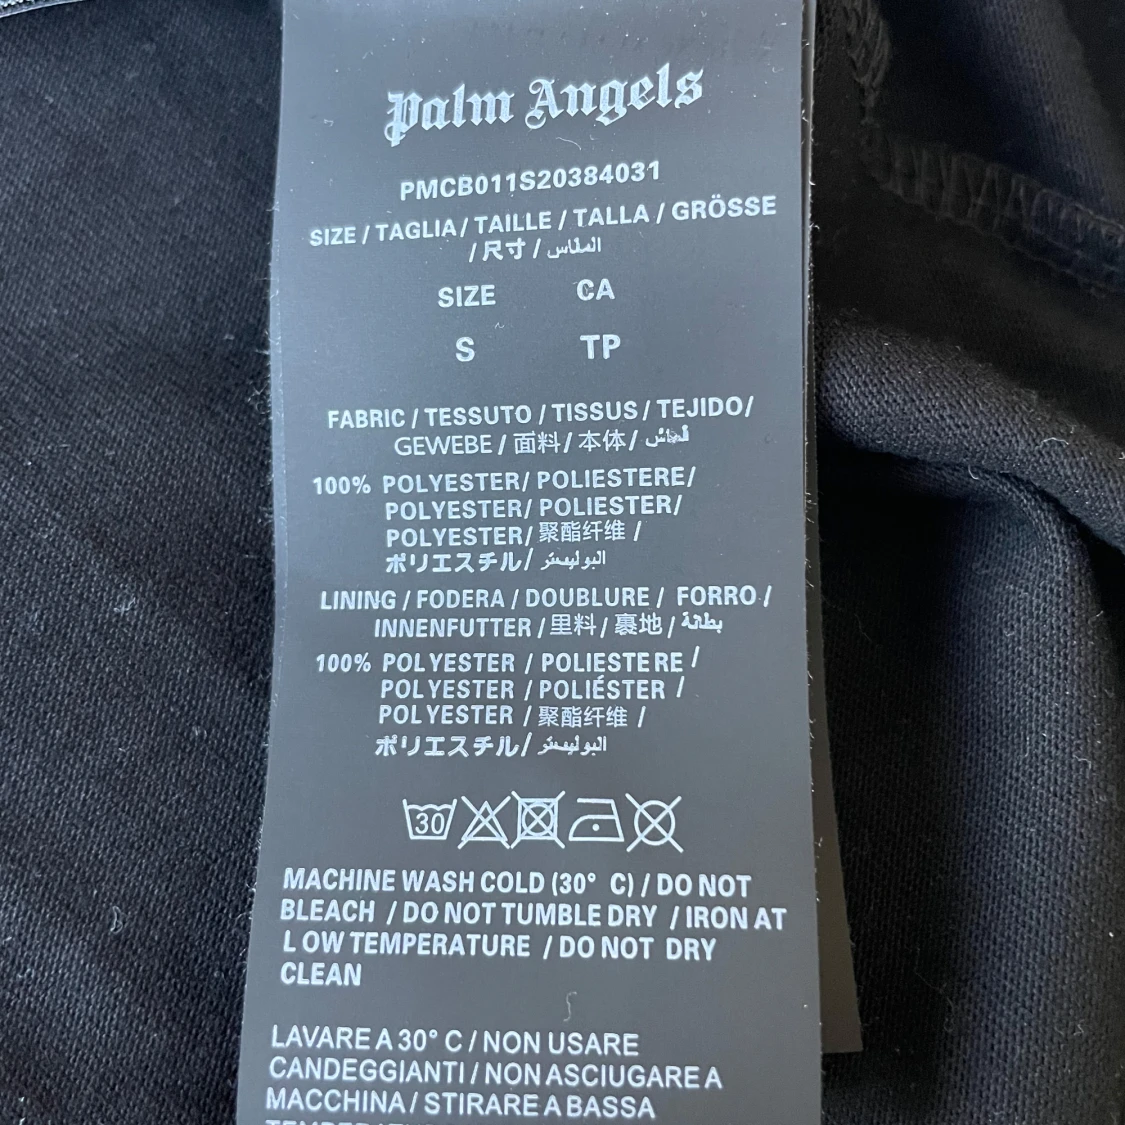 Palm Angels
PMCB011S20384031
SIZE / TAGLIA / TAILLE / TALLA / GRÖSSE
/ 尺寸 / المقاس
SIZE CA
S TP
FABRIC / TESSUTO / TISSUS / TEJIDO/
GEWEBE / 面料 / 本体 /
100% POLYESTER/ POLIESTERE/
POLYESTER/ POLIESTER/
POLYESTER/ 聚酯纤维 /
ポリエスチル/ البوليستر
LINING / FODERA / DOUBLURE / FORRO /
INNENFUTTER / 里料 / 裹地 / بطانة
100% POLYESTER / POLIESTERE /
POLYESTER / POLIÉSTER /
POLYESTER / 聚酯纤维 /
ポリエスチル/ البوليستر
30
MACHINE WASH COLD (30° C) / DO NOT
BLEACH / DO NOT TUMBLE DRY / IRON AT
LOW TEMPERATURE / DO NOT DRY
CLEAN
LAVARE A 30° C / NON USARE
CANDEGGIANTI / NON ASCIUGARE A
MACCHINA / STIRARE A BASSA